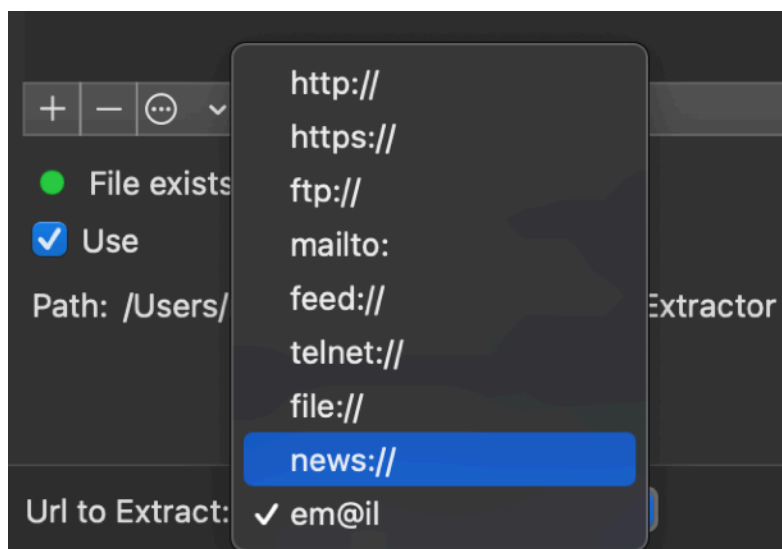 http://
https://
ftp://
mailto:
feed://
telnet://
file://
news://
em@il
File exists
Use
Path: /Users/
Extractor
Url to Extract: